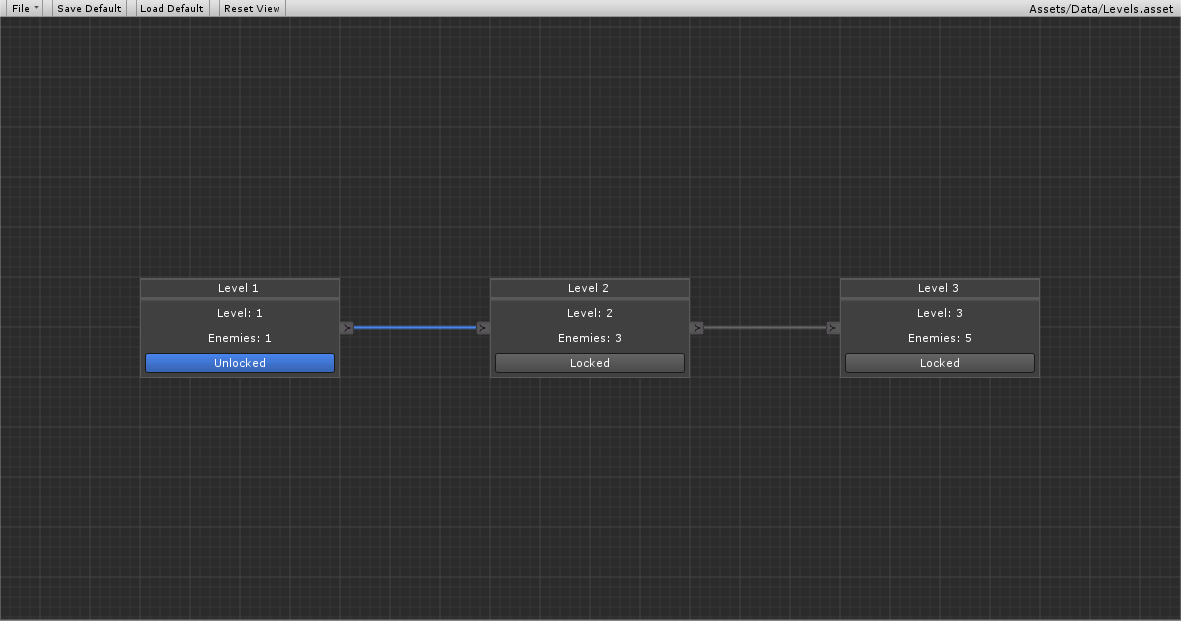 File Save Default Load Default Reset View Assets/Data/Levels.asset
Level 1
Level: 1
Enemies: 1
Unlocked
Level 2
Level: 2
Enemies: 3
Locked
Level 3
Level: 3
Enemies: 5
Locked